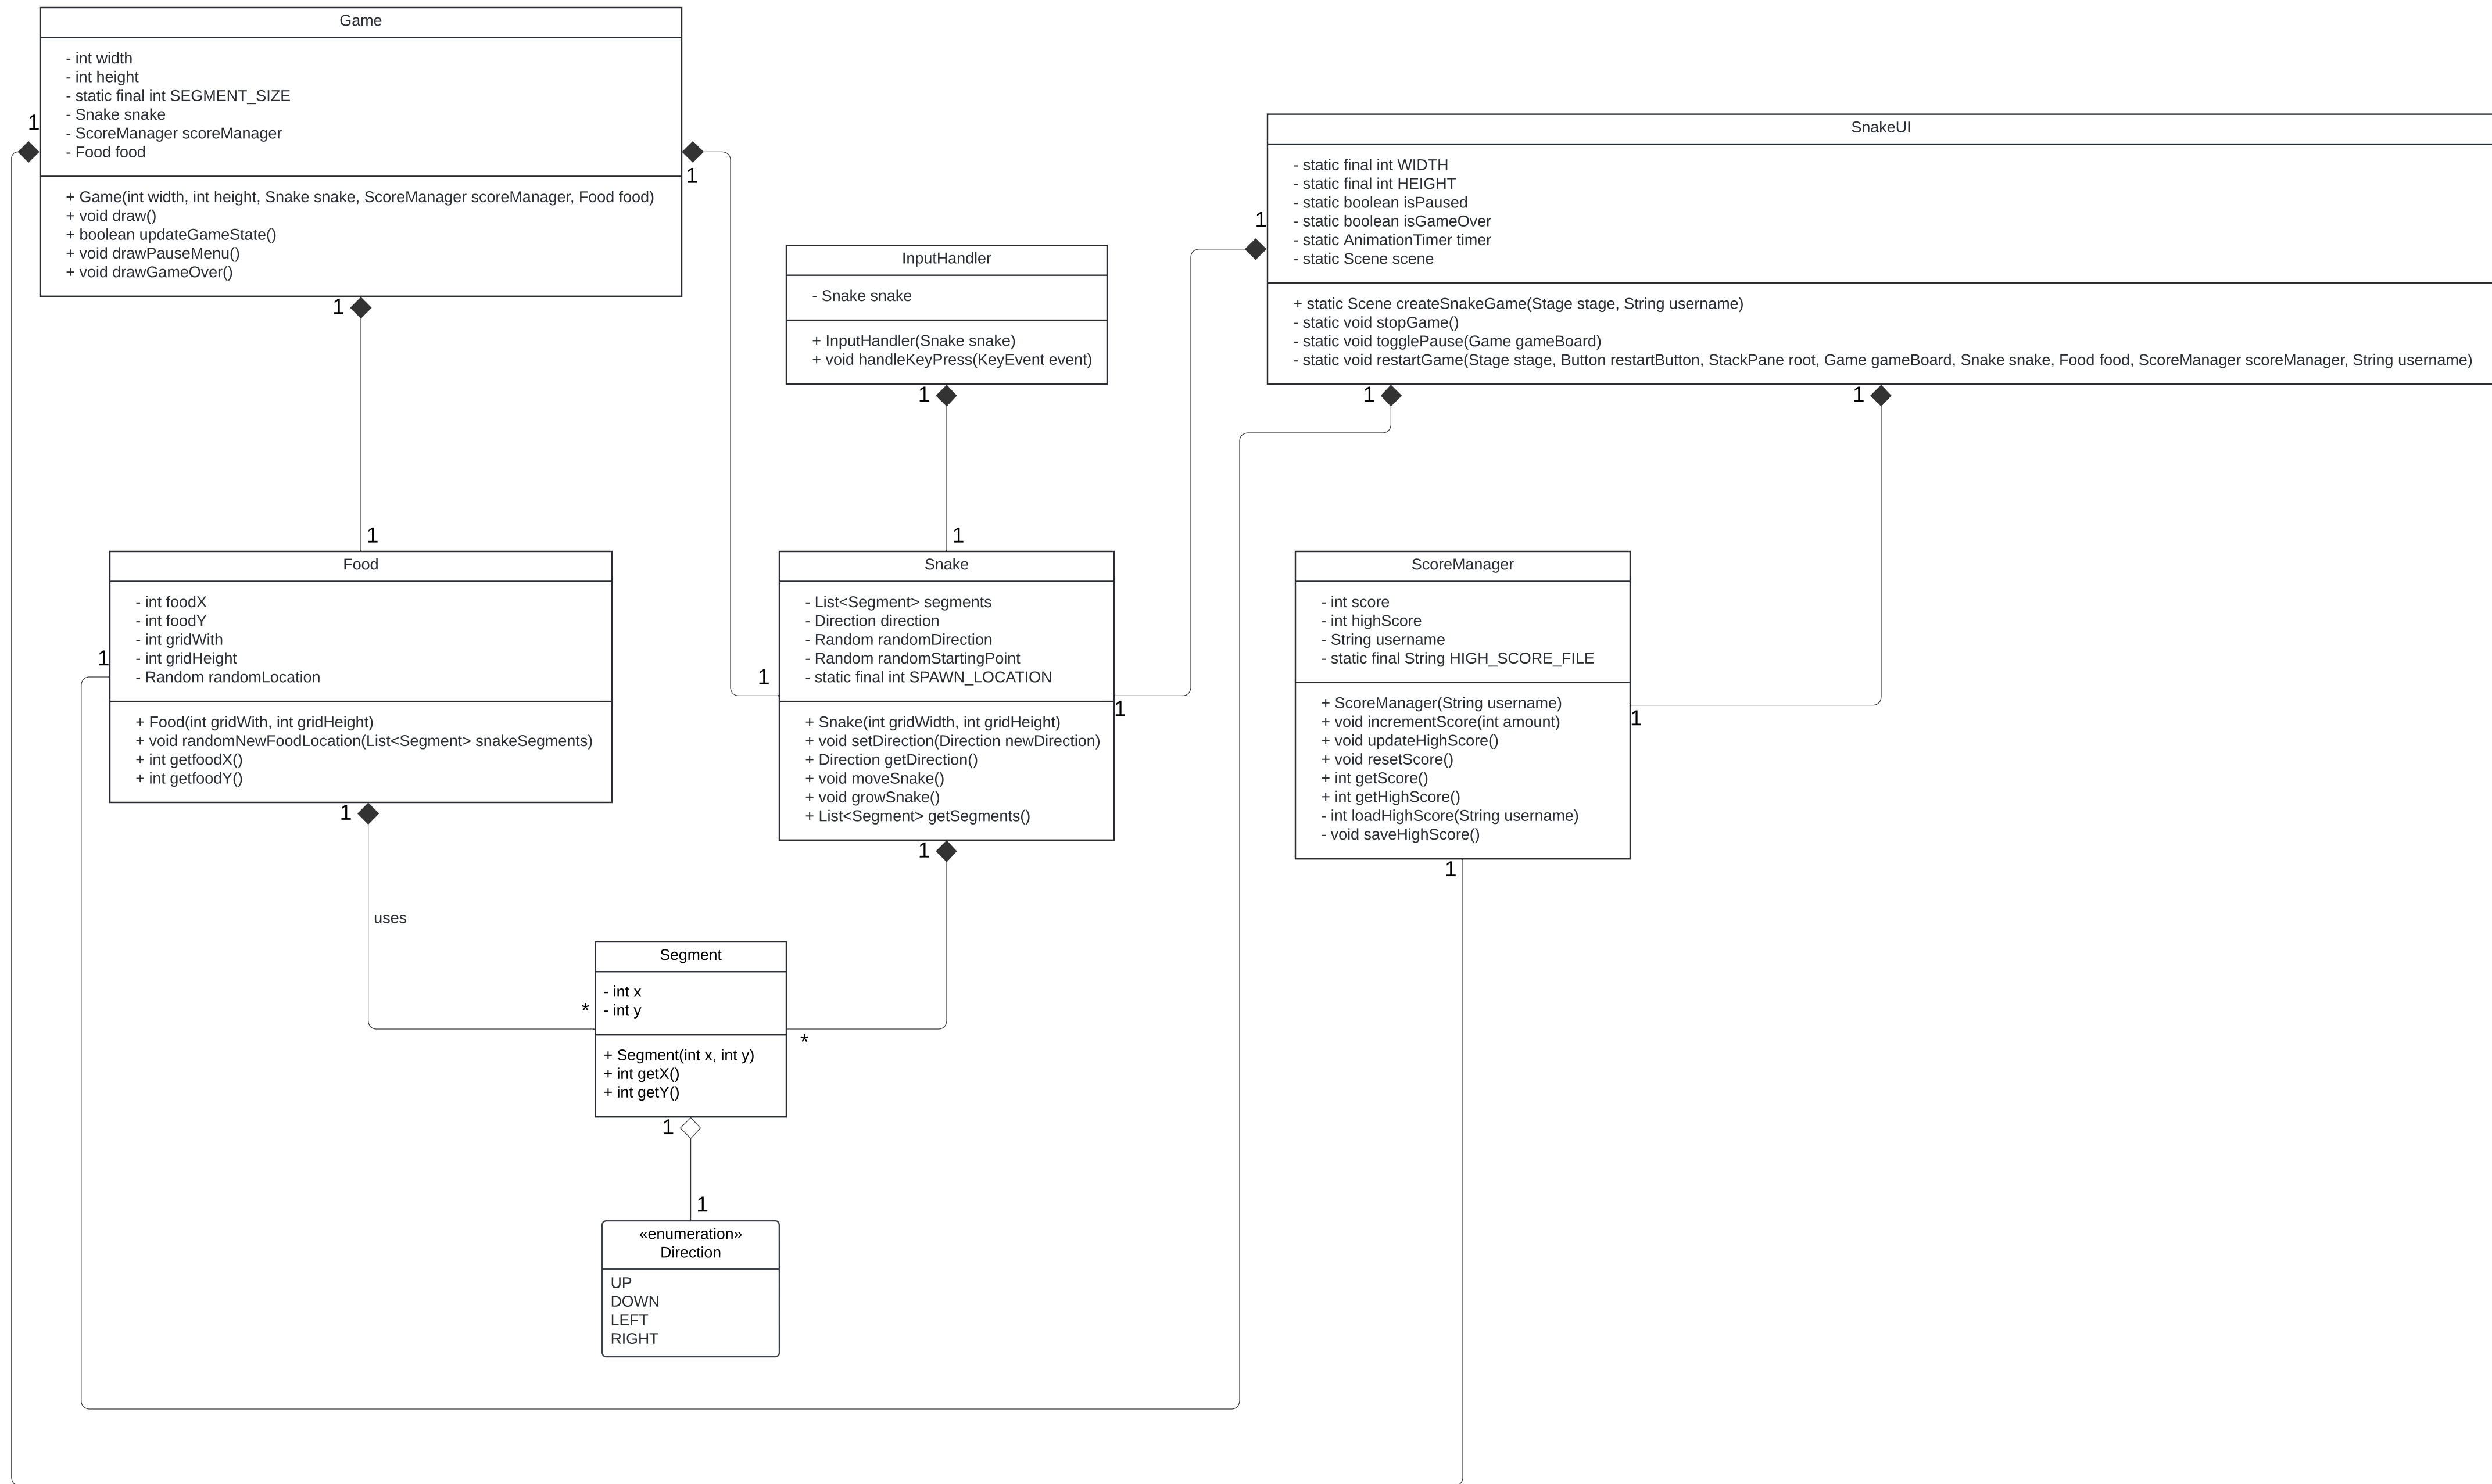 Game
- int width
- int height
- static final int SEGMENT_SIZE
- Snake snake
- ScoreManager scoreManager
- Food food
+ Game(int width, int height, Snake snake, ScoreManager scoreManager, Food food)
+ void draw()
+ boolean updateGameState()
+ void drawPauseMenu()
+ void drawGameOver()
1
1
1
InputHandler
- Snake snake
+ InputHandler(Snake snake)
+ void handleKeyPress(KeyEvent event)
1
SnakeUI
- static final int WIDTH
- static final int HEIGHT
- static boolean isPaused
- static boolean isGameOver
- static AnimationTimer timer
- static Scene scene
+ static Scene createSnakeGame(Stage stage, String username)
- static void stopGame()
- static void togglePause(Game gameBoard)
- static void restartGame(Stage stage, Button restartButton, StackPane root, Game gameBoard, Snake snake, Food food, ScoreManager scoreManager, String username)
1
1
1
1
Food
- int foodX
- int foodY
- int gridWith
- int gridHeight
- Random randomLocation
+ Food(int gridWith, int gridHeight)
+ void randomNewFoodLocation(List<Segment> snakeSegments)
+ int getfoodX()
+ int getfoodY()
1
1
uses
*
1
Snake
- List<Segment> segments
- Direction direction
- Random randomDirection
- Random randomStartingPoint
- static final int SPAWN_LOCATION
+ Snake(int gridWidth, int gridHeight)
+ void setDirection(Direction newDirection)
+ Direction getDirection()
+ void moveSnake()
+ void growSnake()
+ List<Segment> getSegments()
1
1
1
*
ScoreManager
- int score
- int highScore
- String username
- static final String HIGH_SCORE_FILE
+ ScoreManager(String username)
+ void incrementScore(int amount)
+ void updateHighScore()
+ void resetScore()
+ int getScore()
+ int getHighScore()
- int loadHighScore(String username)
- void saveHighScore()
1
1
Segment
- int x
- int y
+ Segment(int x, int y)
+ int getX()
+ int getY()
1
1
«enumeration»
Direction
UP
DOWN
LEFT
RIGHT